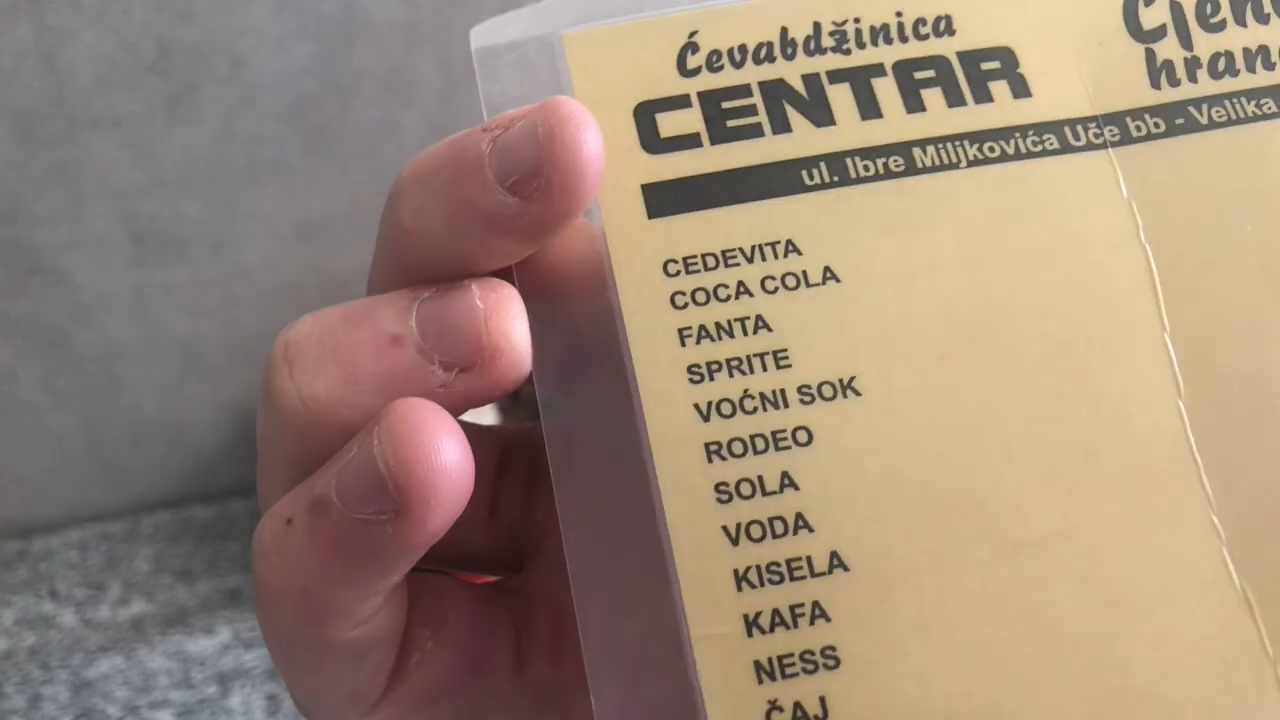 Ćevabdžinica
CENTAR
ul. Ibre Miljkovića Uče bb - Velika
CEDEVITA
COCA COLA
FANTA
SPRITE
VOĆNI SOK
RODEO
SOLA
VODA
KISELA
KAFA
NESS
ČAJ